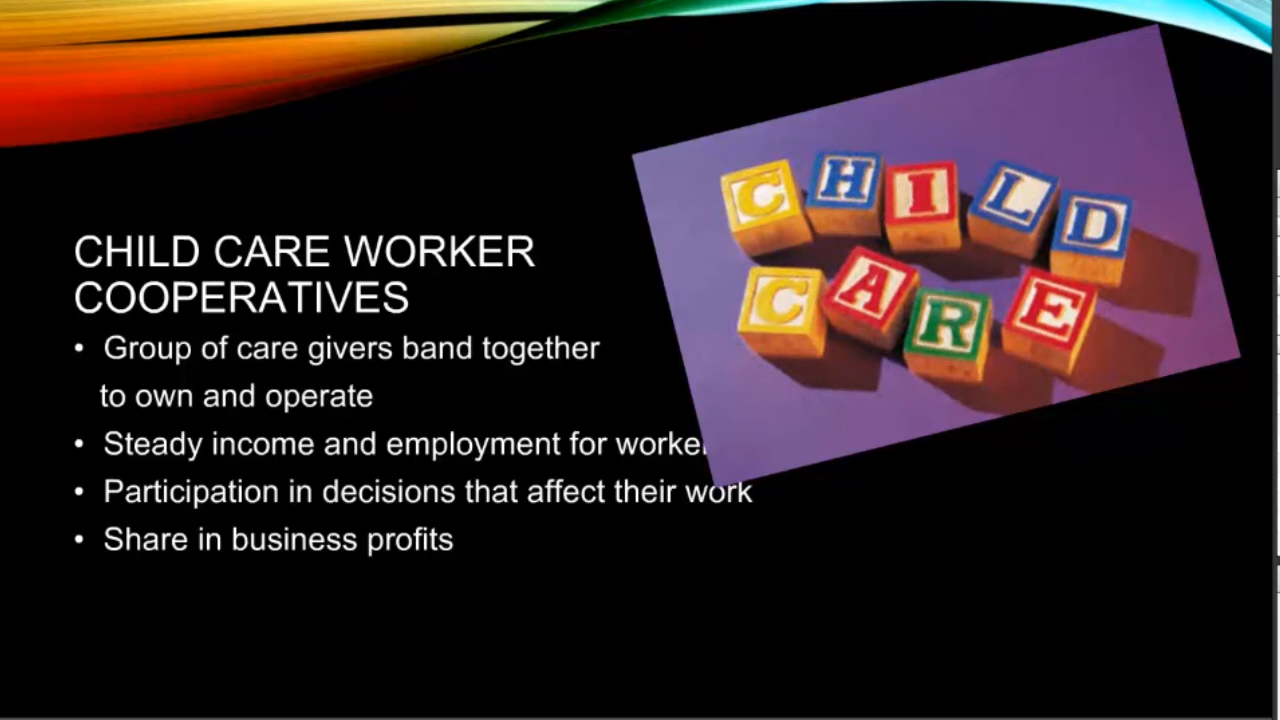 CHILD CARE WORKER
COOPERATIVES
• Group of care givers band together
to own and operate
• Steady income and employment for
• Participation in decisions that affect their work
• Share in business profits
CHILD
CARE